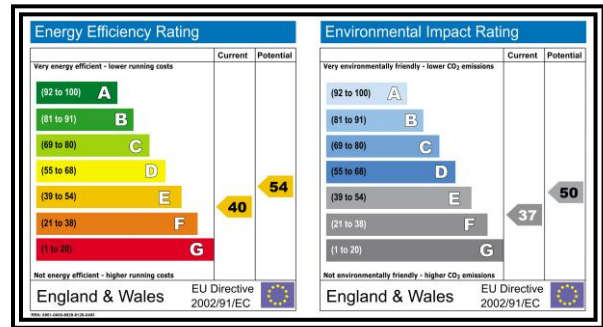 Energy Efficiency Rating
Current Potential
Very energy efficient - lower running costs
(92 to 100) A
(81 to 91) B
(69 to 80) C
(55 to 68) D
(39 to 54) E
(21 to 38) F
(1 to 20) G
40
54
Not energy efficient - higher running costs
England & Wales
EU Directive
2002/91/EC
Environmental Impact Rating
Current Potential
Very environmentally friendly - lower CO₂ emissions
(92 to 100) A
(81 to 91) B
(69 to 80) C
(55 to 68) D
(39 to 54) E
(21 to 38) F
(1 to 20) G
37
50
Not environmentally friendly - higher CO₂ emissions
England & Wales
EU Directive
2002/91/EC